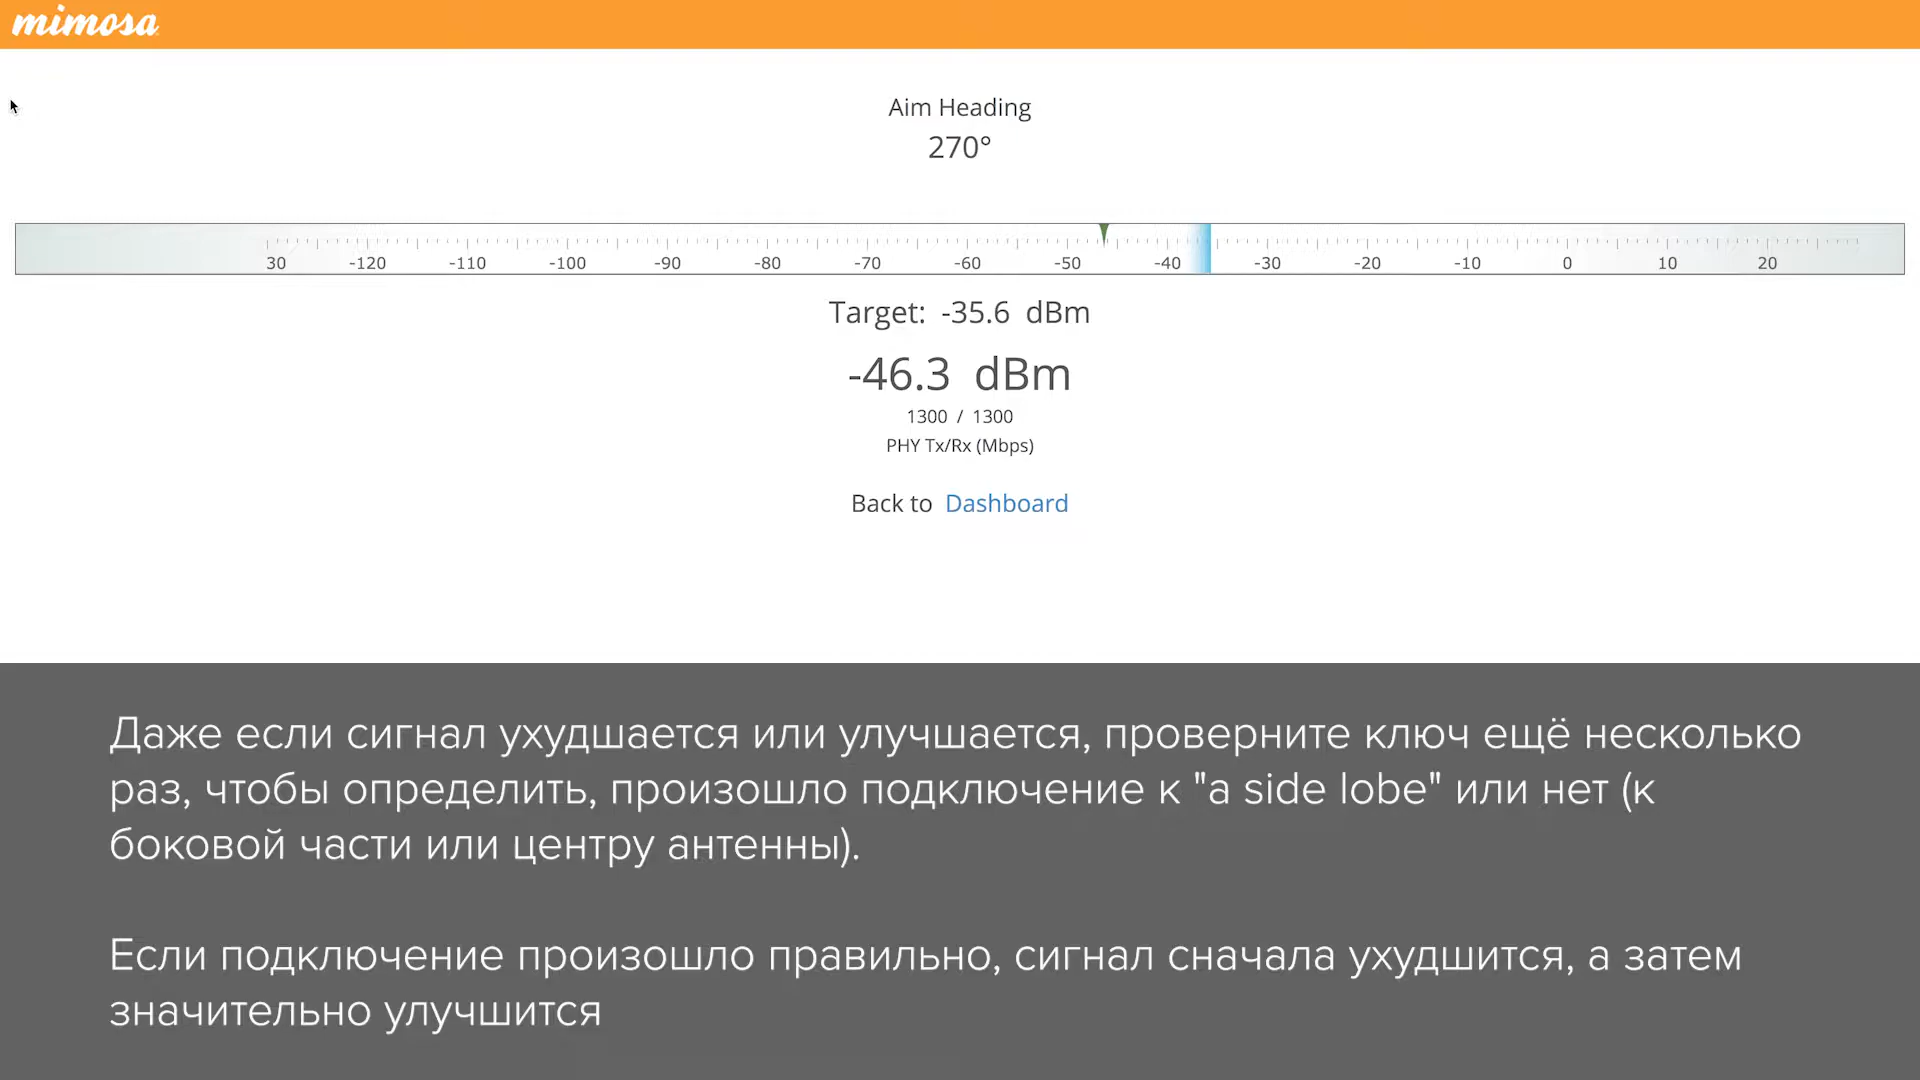 mimosa
Aim Heading
270°
30 -120 -110 -100 -90 -80 -70 -60 -50 -40 -30 -20 -10 0 10 20
Target: -35.6 dBm
-46.3 dBm
1300 / 1300
PHY Tx/Rx (Mbps)
Back to Dashboard
Даже если сигнал ухудшается или улучшается, проверните ключ ещё несколько
раз, чтобы определить, произошло подключение к "a side lobe" или нет (к
боковой части или центру антенны).
Если подключение произошло правильно, сигнал сначала ухудшится, а затем
значительно улучшится